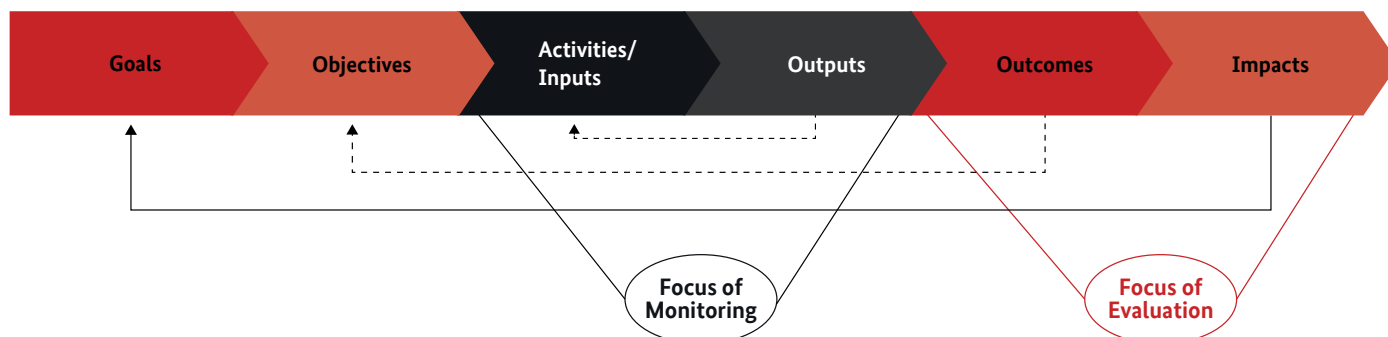 Goals
Objectives
Activities/
Inputs
Outputs
Outcomes
Impacts
Focus of
Monitoring
Focus of
Evaluation